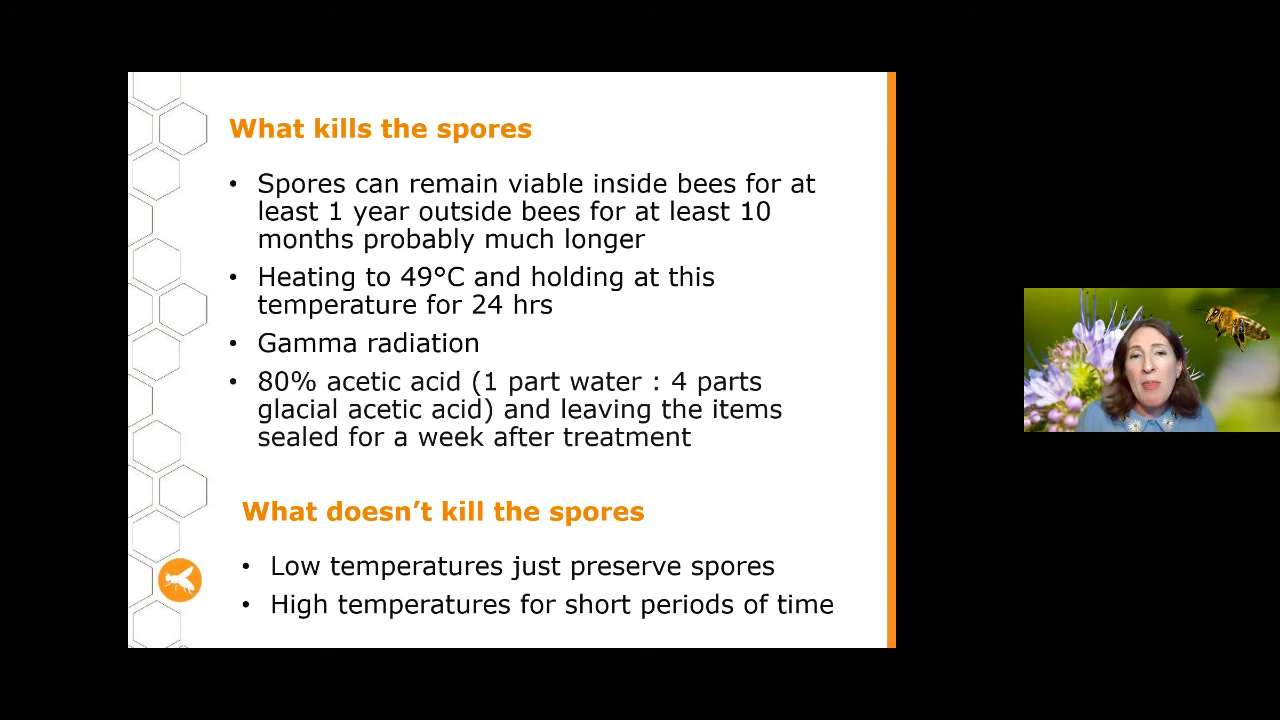 What kills the spores
• Spores can remain viable inside bees for at
least 1 year outside bees for at least 10
months probably much longer
• Heating to 49°C and holding at this
temperature for 24 hrs
• Gamma radiation
• 80% acetic acid (1 part water : 4 parts
glacial acetic acid) and leaving the items
sealed for a week after treatment
What doesn’t kill the spores
• Low temperatures just preserve spores
• High temperatures for short periods of time